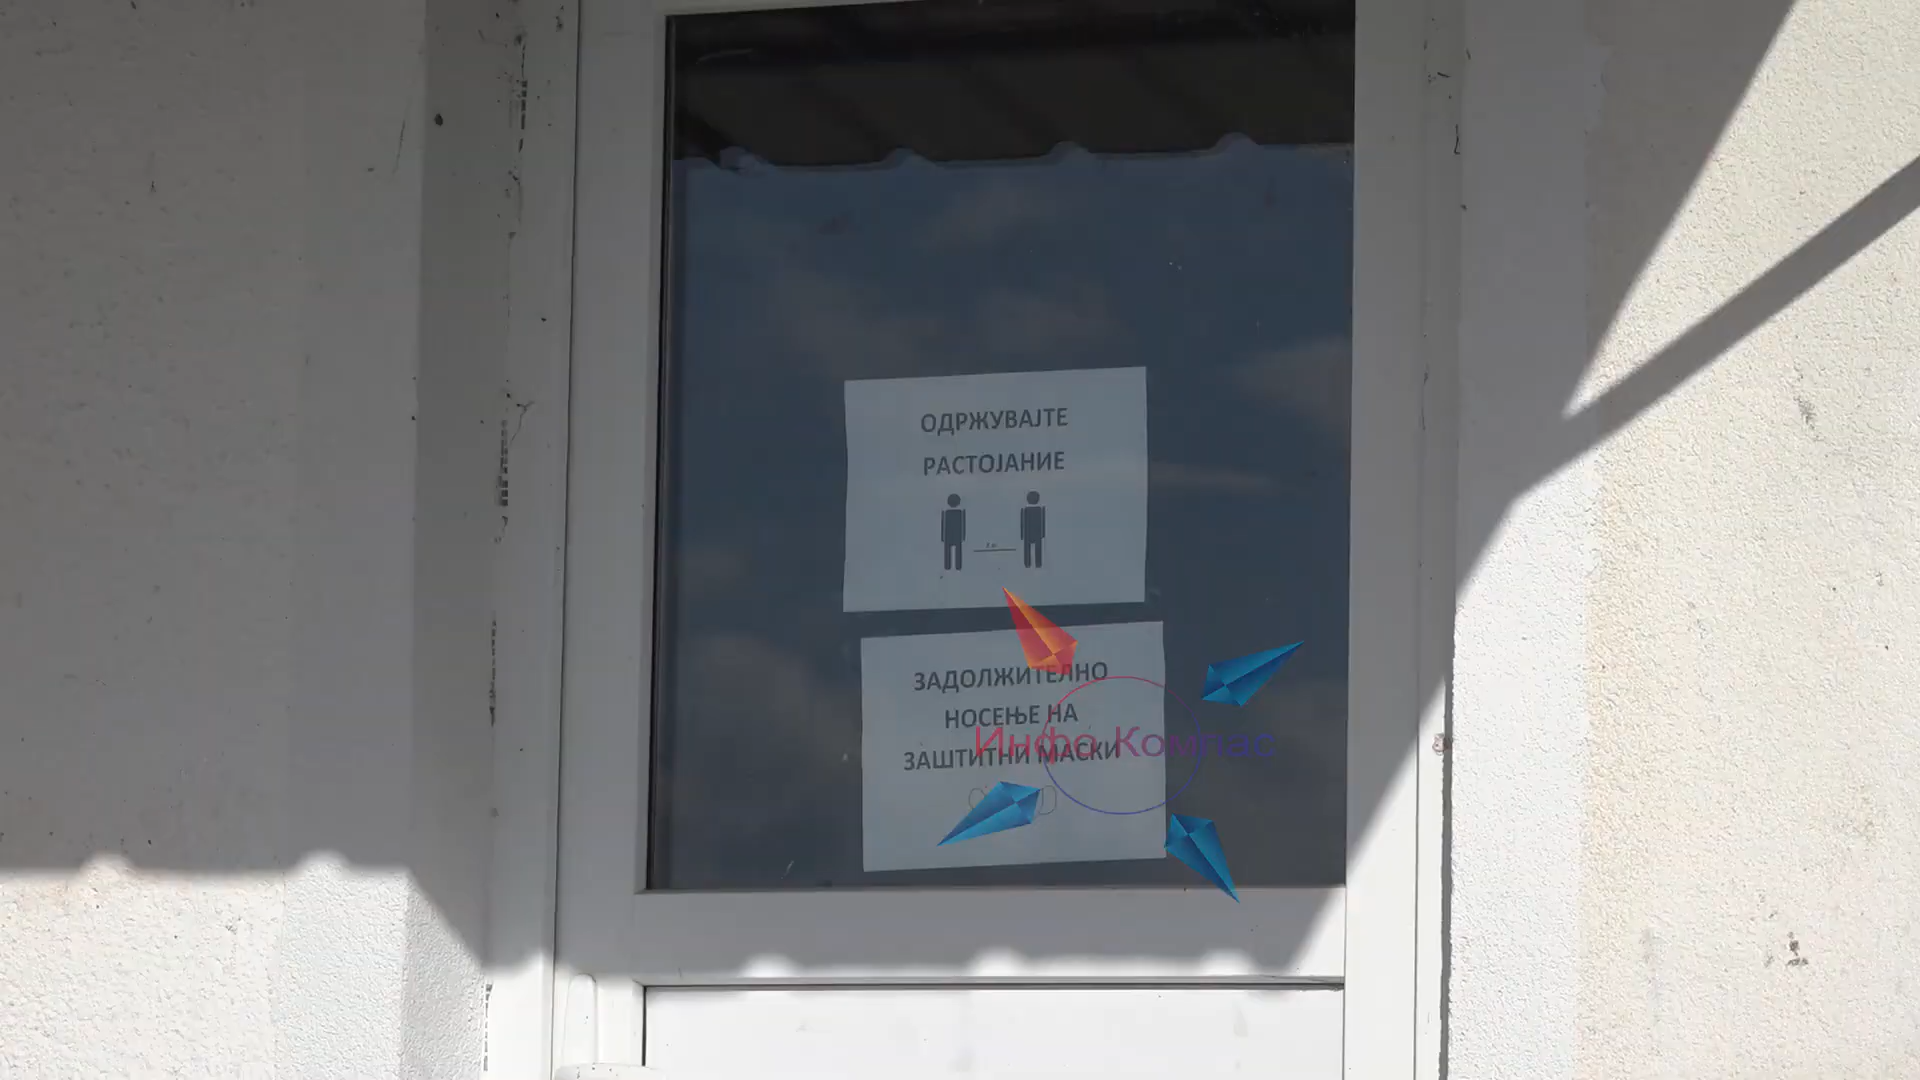 ОДРЖУВАЈТЕ
РАСТОЈАНИЕ
ЗАДОЛЖИТЕЛНО
НОСЕЊЕ НА
ЗАШТИТНИ МАСКИ
Инфо Компас